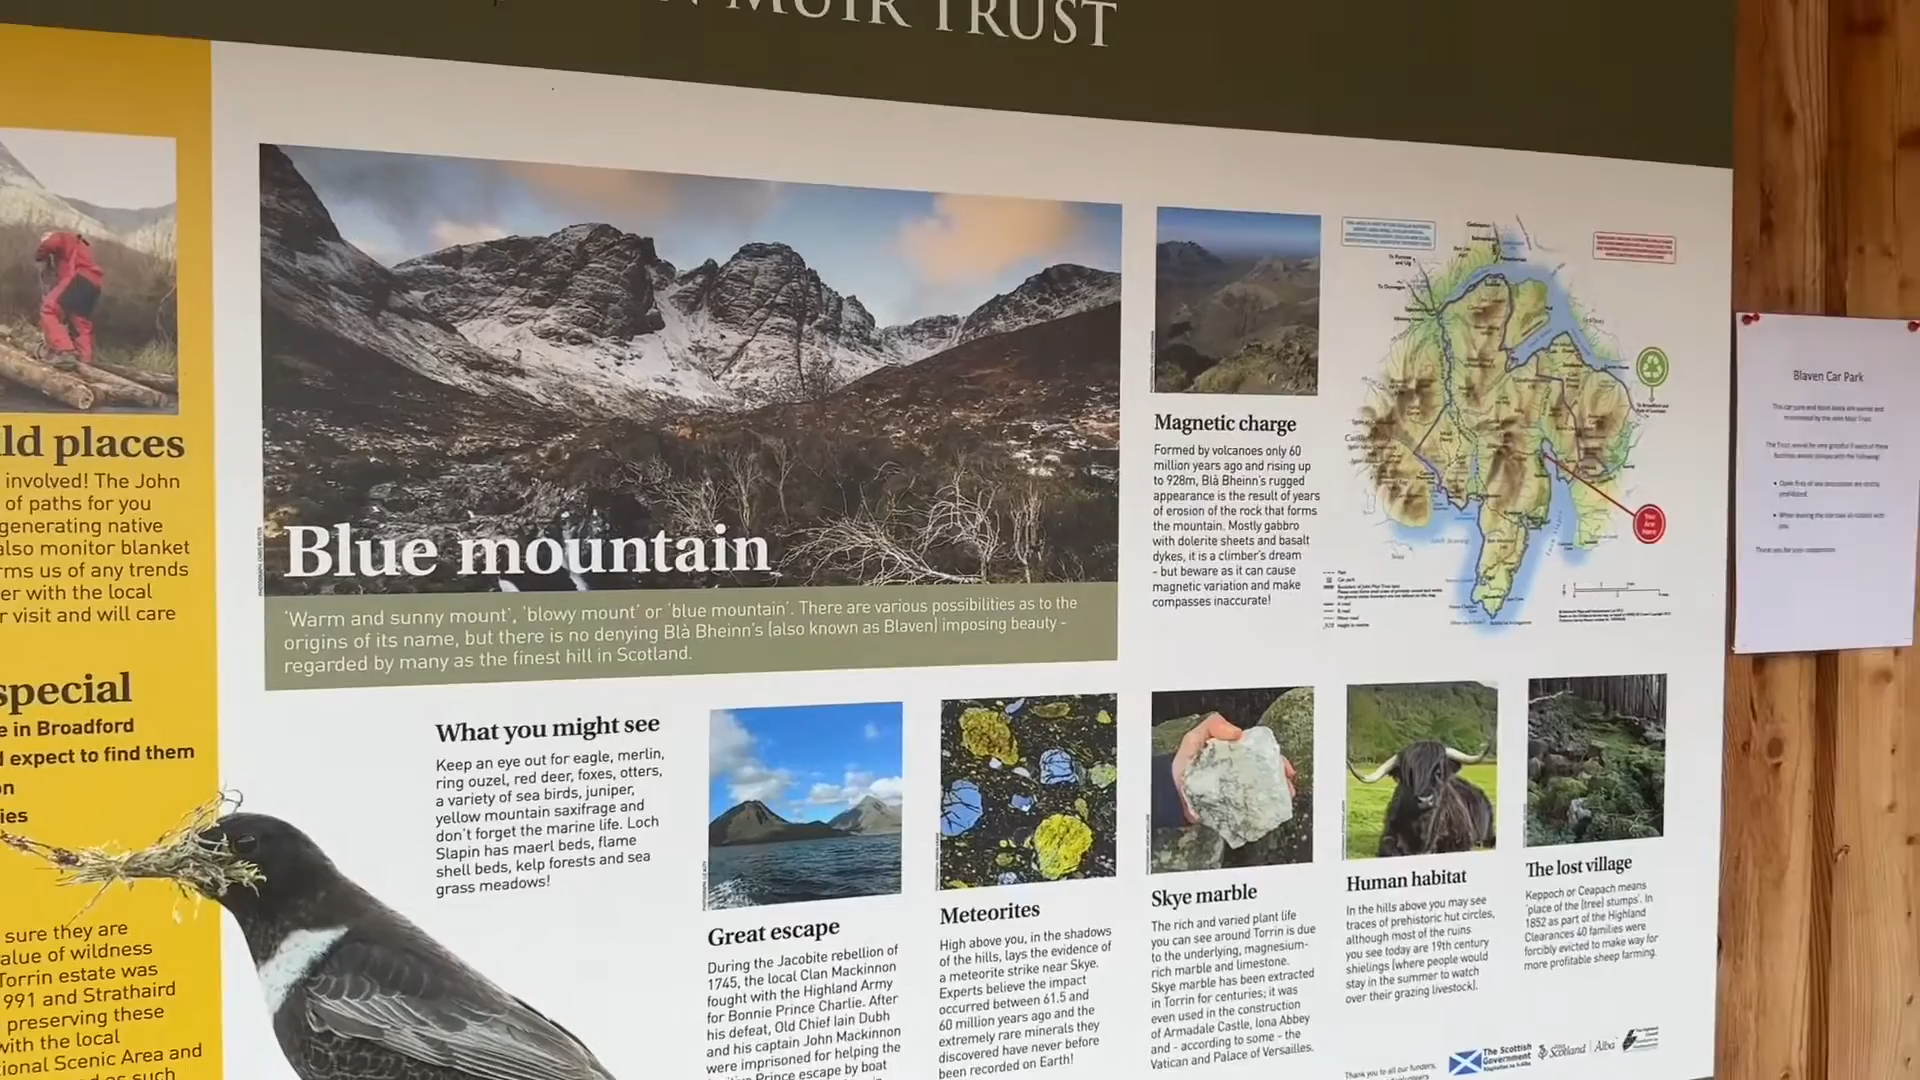 MUIR TRUST
ld places
involved! The John
of paths for you
generating native
also monitor blanket
rms us of any trends
er with the local
r visit and will care
special
e in Broadford
d expect to find them
on
ies
sure they are
alue of wildness
Torrin estate was
991 and Strathaird
preserving these
with the local
ional Scenic Area and
such
Blue mountain
'Warm and sunny mount', 'blowy mount' or 'blue mountain'. There are various possibilities as to the
origins of its name, but there is no denying Blà Bheinn's (also known as Blaven) imposing beauty -
regarded by many as the finest hill in Scotland.
Magnetic charge
Formed by volcanoes only 60
million years ago and rising up
to 928m, Blà Bheinn's rugged
appearance is the result of years
of erosion of the rock that forms
the mountain. Mostly gabbro
with dolerite sheets and basalt
dykes, it is a climber's dream
- but beware as it can cause
magnetic variation and make
compasses inaccurate!
You
Are
Here
What you might see
Keep an eye out for eagle, merlin,
ring ouzel, red deer, foxes, otters,
a variety of sea birds, juniper,
yellow mountain saxifrage and
don't forget the marine life. Loch
Slapin has maerl beds, flame
shell beds, kelp forests and sea
grass meadows!
Great escape
During the Jacobite rebellion of
1745, the local Clan Mackinnon
fought with the Highland Army
for Bonnie Prince Charlie. After
his defeat, Old Chief Iain Dubh
and his captain John Mackinnon
were imprisoned for helping the
Prince escape by boat
Meteorites
High above you, in the shadows
of the hills, lays the evidence of
a meteorite strike near Skye.
Experts believe the impact
occurred between 61.5 and
60 million years ago and the
extremely rare minerals they
discovered have never before
been recorded on Earth!
Skye marble
The rich and varied plant life
you can see around Torrin is due
to the underlying, magnesium-
rich marble and limestone.
Skye marble has been extracted
in Torrin for centuries; it was
even used in the construction
of Armadale Castle, Iona Abbey
and - according to some - the
Vatican and Palace of Versailles.
Human habitat
In the hills above you may see
traces of prehistoric hut circles,
although most of the ruins
you see today are 19th century
shielings (where people would
stay in the summer to watch
over their grazing livestock).
The lost village
Keppoch or Ceapach means
'place of the (tree) stumps'. In
1852 as part of the Highland
Clearances 40 families were
forcibly evicted to make way for
more profitable sheep farming.
Thank you to all our funders,
The Scottish
Government
Scotland | Alba
Blaven Car Park